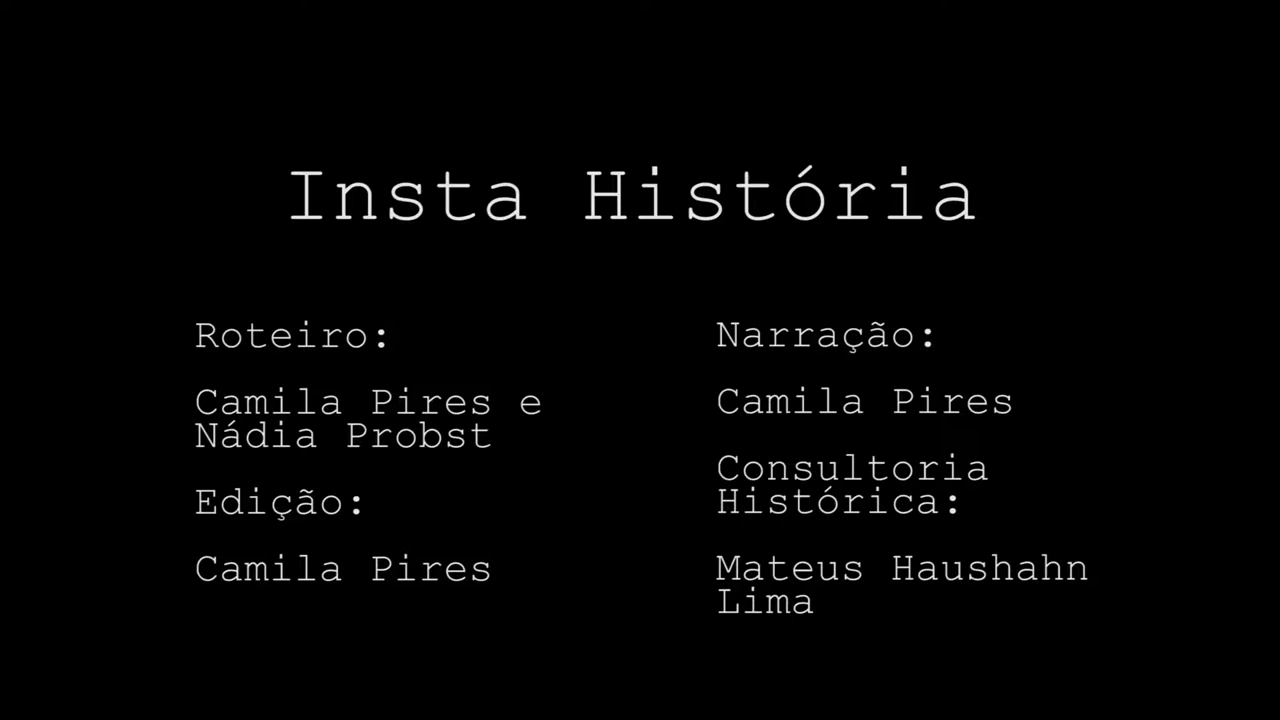 Insta História
Roteiro:
Camila Pires e
Nádia Probst
Edição:
Camila Pires
Narração:
Camila Pires
Consultoria
Histórica:
Mateus Haushahn
Lima